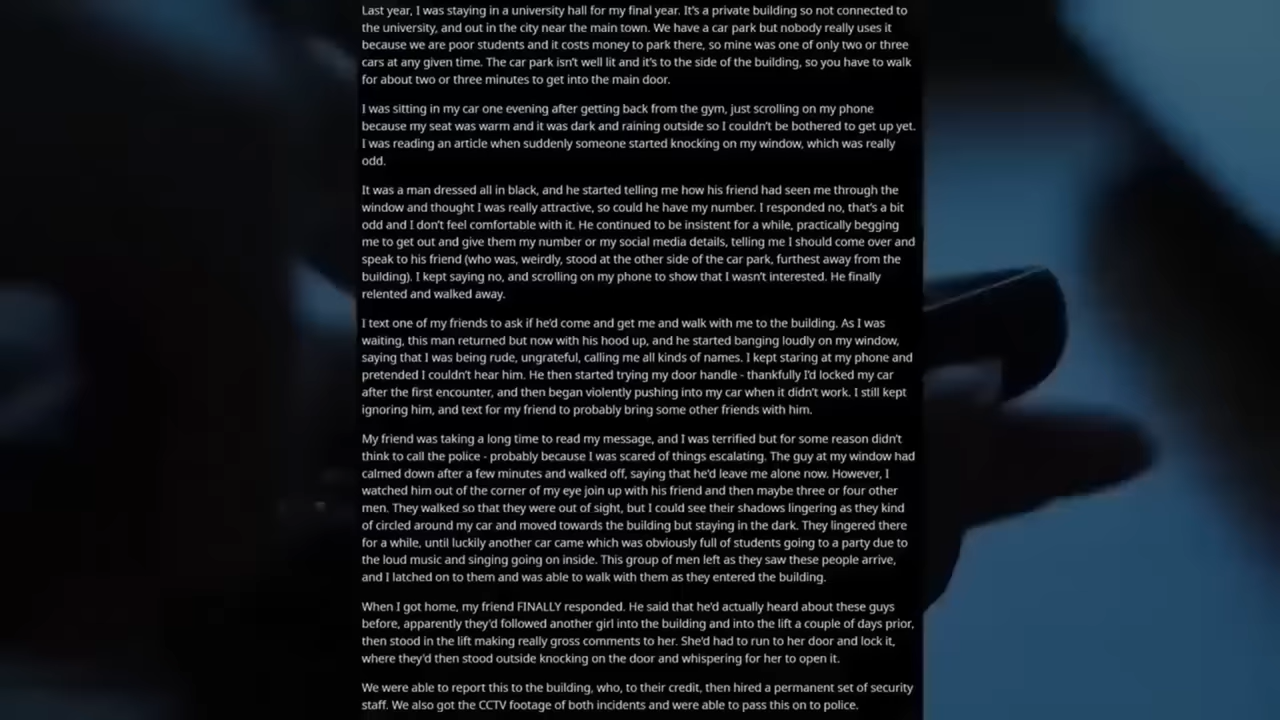 Last year, I was staying in a university hall for my final year. It's a private building so not connected to
the university, and out in the city near the main town. We have a car park but nobody really uses it
because we are poor students and it costs money to park there, so mine was one of only two or three
cars at any given time. The car park isn't well lit and it's to the side of the building, so you have to walk
for about two or three minutes to get into the main door.
I was sitting in my car one evening after getting back from the gym, just scrolling on my phone
because my seat was warm and it was dark and raining outside so I couldn't be bothered to get up yet.
I was reading an article when suddenly someone started knocking on my window, which was really
odd.
It was a man dressed all in black, and he started telling me how his friend had seen me through the
window and thought I was really attractive, so could he have my number. I responded no, that's a bit
odd and I don't feel comfortable with it. He continued to be insistent for a while, practically begging
me to get out and give them my number or my social media details, telling me I should come over and
speak to his friend (who was, weirdly, stood at the other side of the car park, furthest away from the
building). I kept saying no, and scrolling on my phone to show that I wasn't interested. He finally
relented and walked away.
I text one of my friends to ask if he'd come and get me and walk with me to the building. As I was
waiting, this man returned but now with his hood up, and he started banging loudly on my window,
saying that I was being rude, ungrateful, calling me all kinds of names. I kept staring at my phone and
pretended I couldn't hear him. He then started trying my door handle - thankfully I'd locked my car
after the first encounter, and then began violently pushing into my car when it didn't work. I still kept
ignoring him, and text for my friend to probably bring some other friends with him.
My friend was taking a long time to read my message, and I was terrified but for some reason didn't
think to call the police - probably because I was scared of things escalating. The guy at my window had
calmed down after a few minutes and walked off, saying that he'd leave me alone now. However, I
watched him out of the corner of my eye join up with his friend and then maybe three or four other
men. They walked so that they were out of sight, but I could see their shadows lingering as they kind
of circled around my car and moved towards the building but staying in the dark. They lingered there
for a while, until luckily another car came which was obviously full of students going to a party due to
the loud music and singing going on inside. This group of men left as they saw these people arrive,
and I latched on to them and was able to walk with them as they entered the building.
When I got home, my friend FINALLY responded. He said that he'd actually heard about these guys
before, apparently they'd followed another girl into the building and into the lift a couple of days prior,
then stood in the lift making really gross comments to her. She'd had to run to her door and lock it,
where they'd then stood outside knocking on the door and whispering for her to open it.
We were able to report this to the building, who, to their credit, then hired a permanent set of security
staff. We also got the CCTV footage of both incidents and were able to pass this on to police.